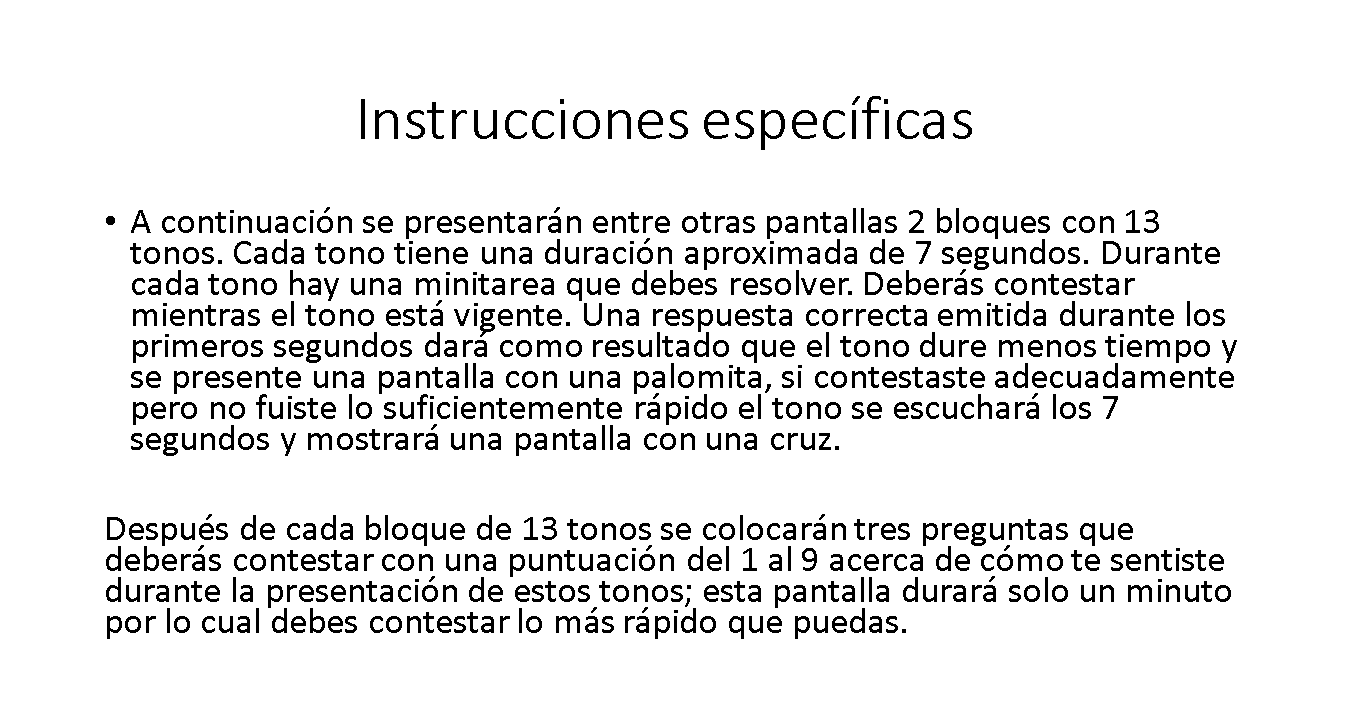 Instrucciones específicas
• A continuación se presentarán entre otras pantallas 2 bloques con 13
tonos. Cada tono tiene una duración aproximada de 7 segundos. Durante
cada tono hay una minitarea que debes resolver. Deberás contestar
mientras el tono está vigente. Una respuesta correcta emitida durante los
primeros segundos dará como resultado que el tono dure menos tiempo y
se presente una pantalla con una palomita, si contestaste adecuadamente
pero no fuiste lo suficientemente rápido el tono se escuchará los 7
segundos y mostrará una pantalla con una cruz.
Después de cada bloque de 13 tonos se colocarán tres preguntas que
deberás contestar con una puntuación del 1 al 9 acerca de cómo te sentiste
durante la presentación de estos tonos; esta pantalla durará solo un minuto
por lo cual debes contestar lo más rápido que puedas.